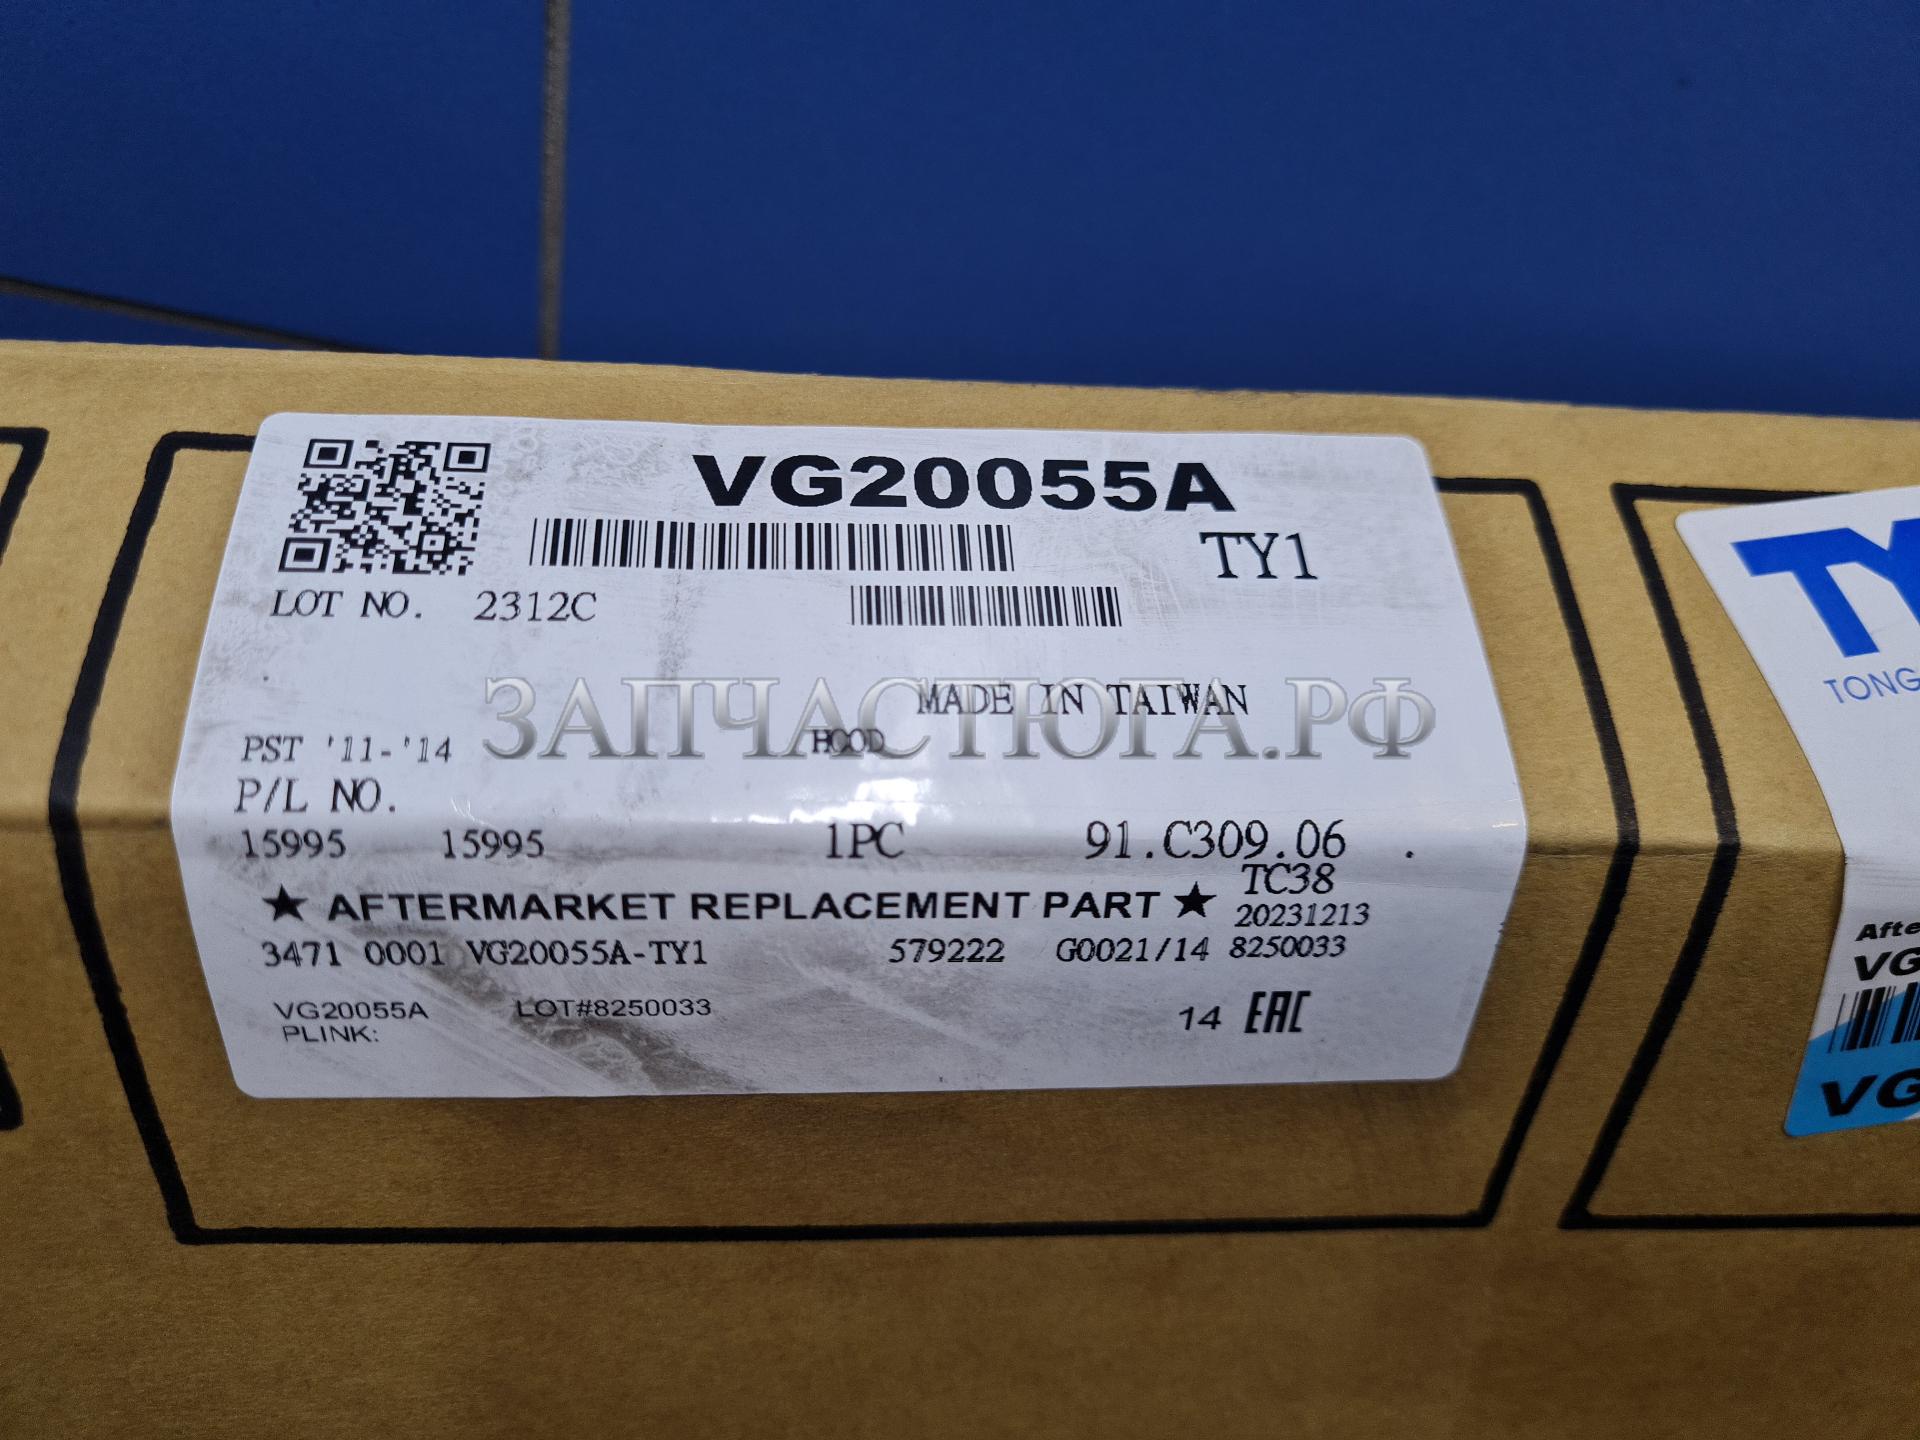 VG20055A
TY1
LOT NO. 2312C
MADE IN TAIWAN
ЗАПЧАСТЮГА.РФ
PST '11-'14 HOOD
P/L NO.
15995 15995 1PC 91.C309.06 .
TC38
★ AFTERMARKET REPLACEMENT PART ★ 20231213
3471 0001 VG20055A-TY1 579222 G0021/14 8250033
VG20055A LOT#8250033
PLINK:
14 EAC
TY
TONG
Afte
VG
VG